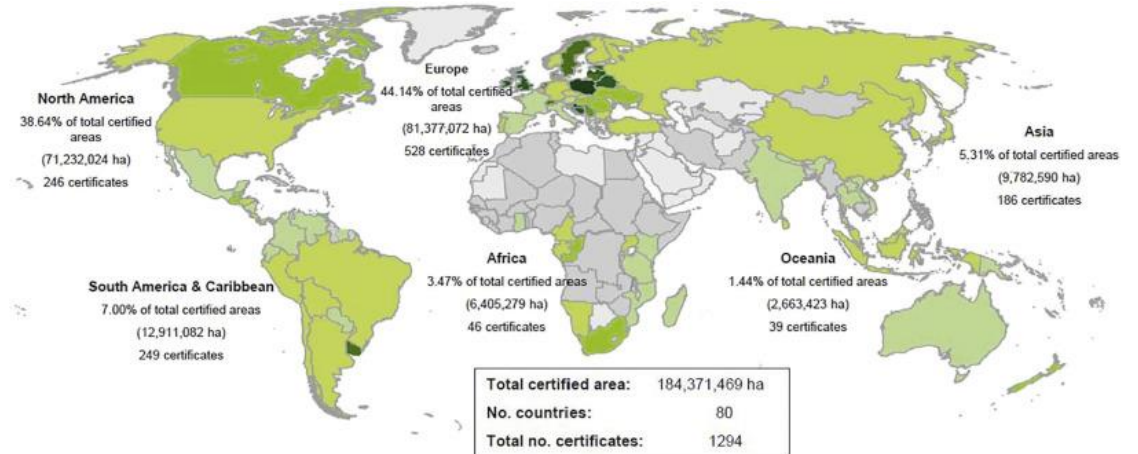 North America
38.64% of total certified
areas
(71,232,024 ha)
246 certificates
Europe
44.14% of total certified
areas
(81,377,072 ha)
528 certificates
Asia
5.31% of total certified areas
(9,782,590 ha)
186 certificates
South America & Caribbean
7.00% of total certified areas
(12,911,082 ha)
249 certificates
Africa
3.47% of total certified areas
(6,405,279 ha)
46 certificates
Oceania
1.44% of total certified areas
(2,663,423 ha)
39 certificates
Total certified area: 184,371,469 ha
No. countries: 80
Total no. certificates: 1294